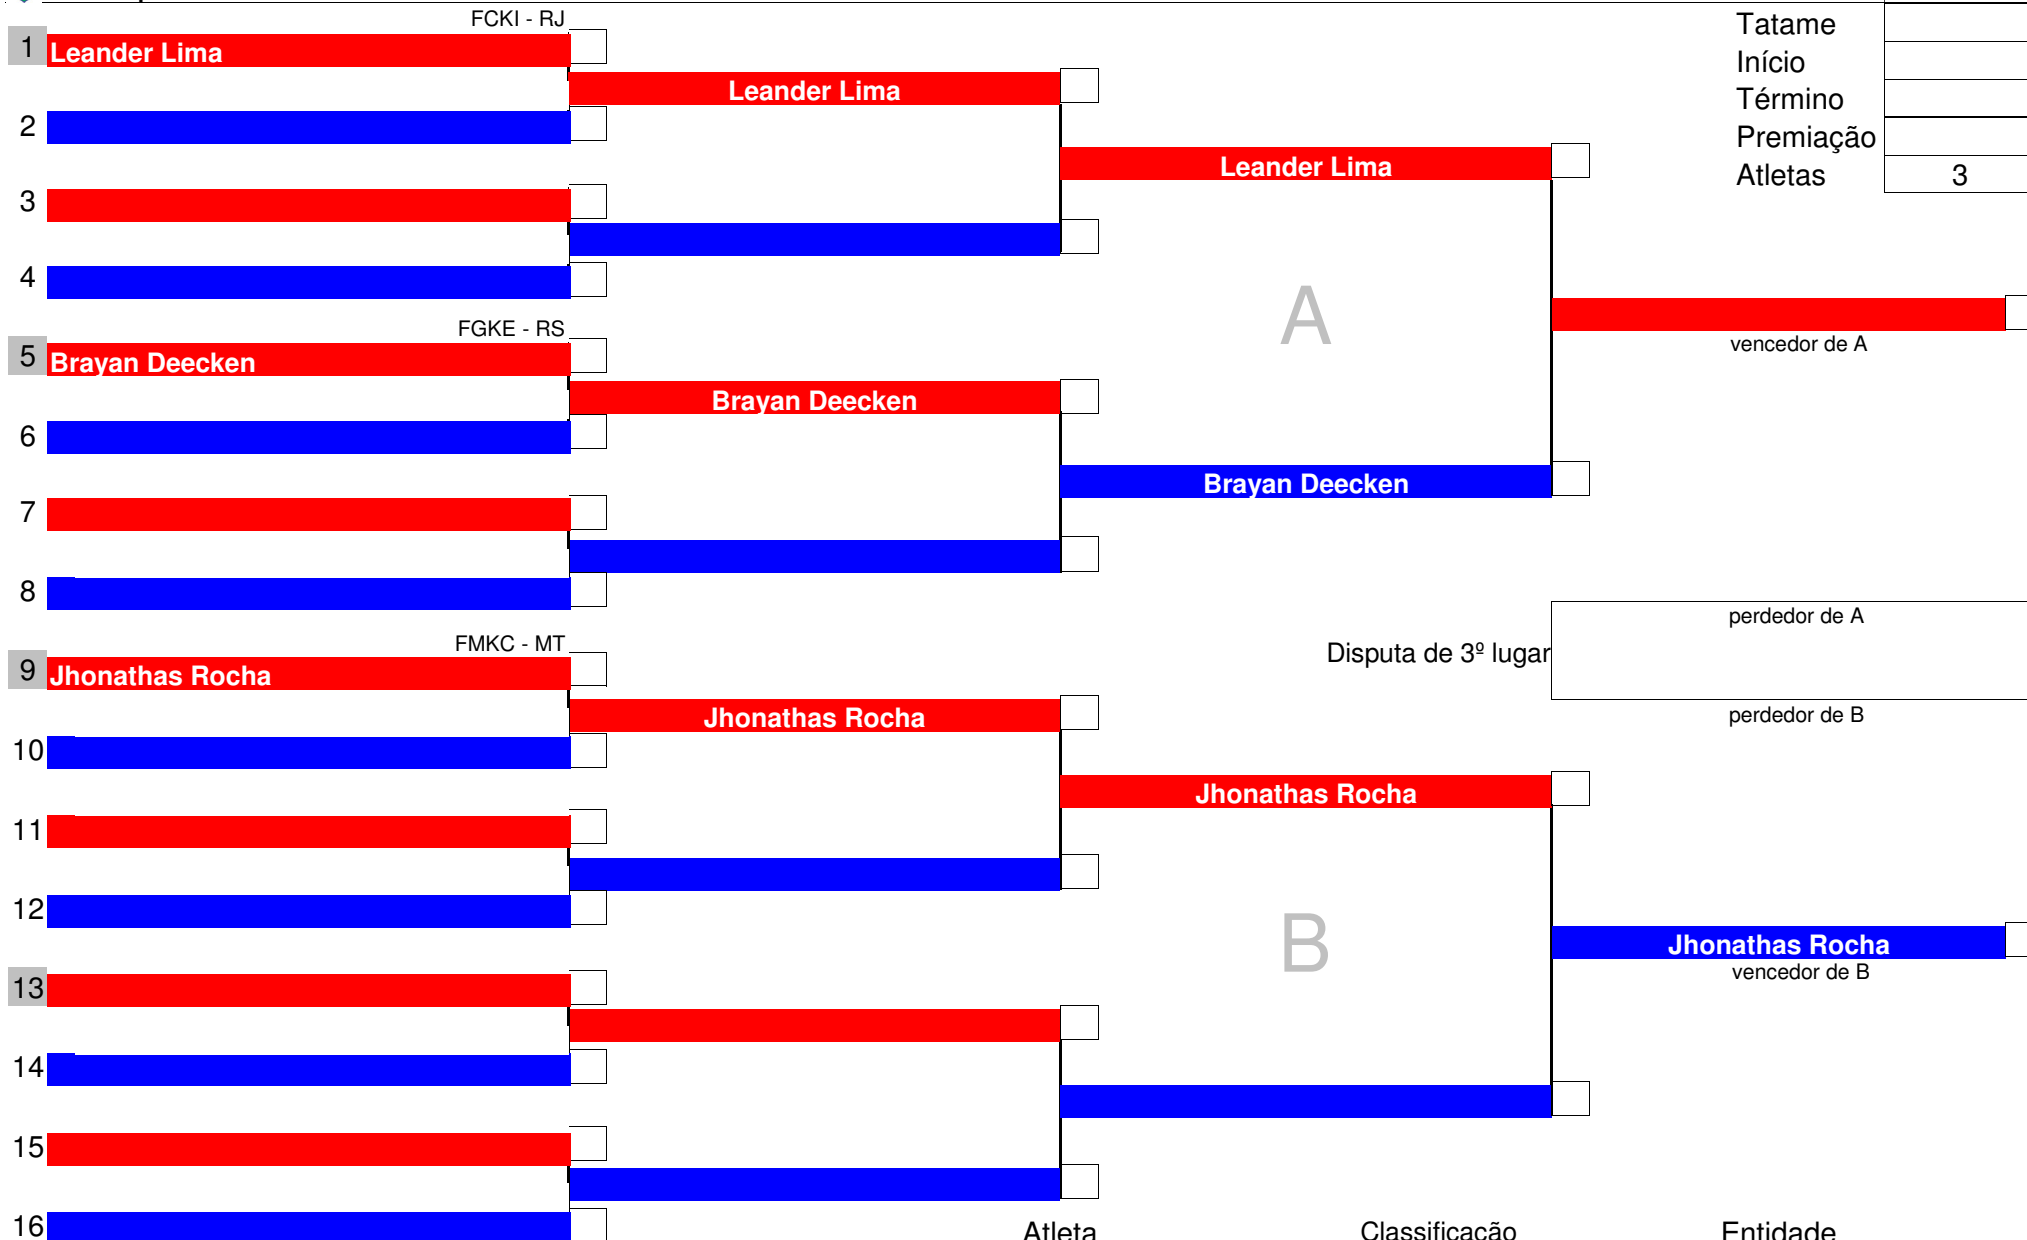 FCKI - RJ
Tatame
1 Leander Lima
Início
Leander Lima
Término
2
Premiação
Leander Lima
Atletas 3
3
4
FGKE - RS
A
vencedor de A
5 Brayan Deecken
Brayan Deecken
6
Brayan Deecken
7
8
perdedor de A
FMKC - MT
Disputa de 3º lugar
9 Jhonathas Rocha
Jhonathas Rocha
perdedor de B
10
Jhonathas Rocha
11
12
B
Jhonathas Rocha
vencedor de B
13
14
15
16
Atleta Classificação Entidade